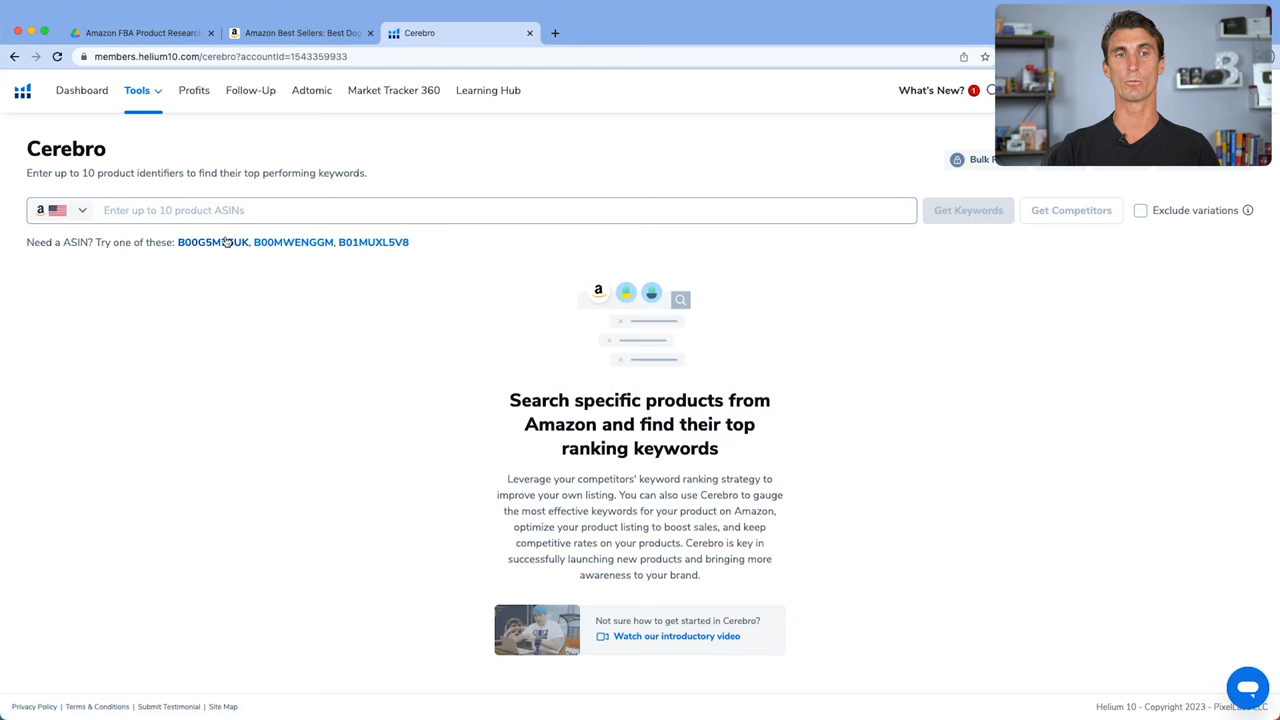 Amazon FBA Product Research
Amazon Best Sellers: Best Dog
Cerebro
members.helium10.com/cerebro?accountId=1543359933
Dashboard
Tools
Profits
Follow-Up
Adtomic
Market Tracker 360
Learning Hub
What's New?
1
Cerebro
Enter up to 10 product identifiers to find their top performing keywords.
Bulk
Enter up to 10 product ASINs
Get Keywords
Get Competitors
Exclude variations
Need a ASIN? Try one of these: B00MWENGGM, B01MUXL5V8
a
Search specific products from
Amazon and find their top
ranking keywords
Leverage your competitors' keyword ranking strategy to
improve your own listing. You can also use Cerebro to gauge
the most effective keywords for your product on Amazon,
optimize your product listing to boost sales, and keep
competitive rates on your products. Cerebro is key in
successfully launching new products and bringing more
awareness to your brand.
Not sure how to get started in Cerebro?
Watch our introductory video
Privacy Policy | Terms & Conditions | Submit Testimonial | Site Map
Helium 10 - Copyright 2023 - LLC